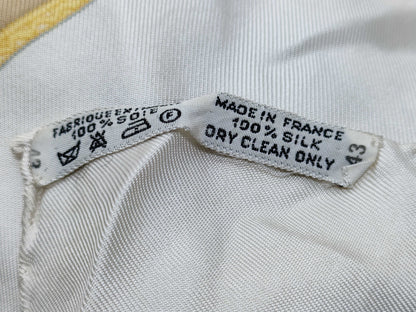 FABRIQUE EN
100% SOIE
F
MADE IN FRANCE
100% SILK
DRY CLEAN ONLY
43